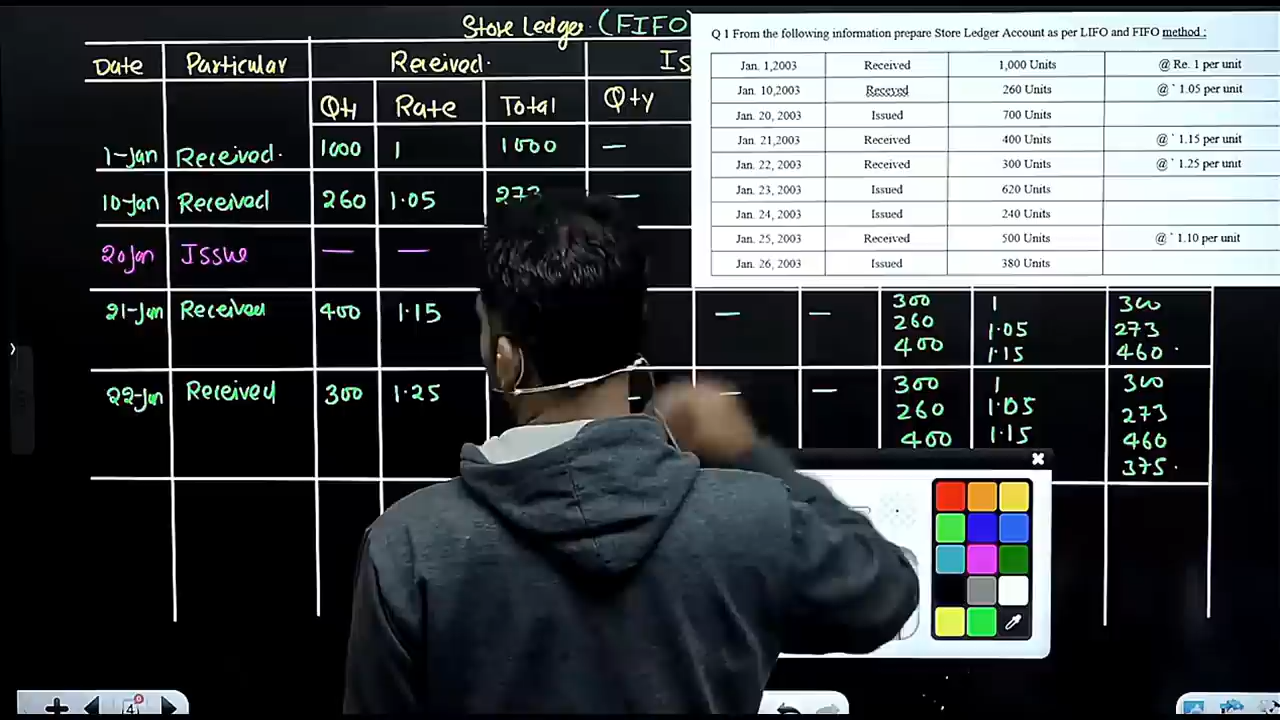 Store Ledger (FIFO)
Date Particular Received. Is
Qty Rate Total Qty
1-Jan Received. 1000 1 1000 —
10-Jan Received 260 1.05 273 —
20 Jan Issue — —
21-Jan Received 400 1.15 — — 300 1 300
260 1.05 273
400 1.15 460.
22-Jan Received 300 1.25 — — 300 1 300
260 1.05 273
400 1.15 460
375.
Q 1 From the following information prepare Store Ledger Account as per LIFO and FIFO method :
Jan. 1,2003 Received 1,000 Units @ Re. 1 per unit
Jan. 10,2003 Receved 260 Units @ ` 1.05 per unit
Jan. 20, 2003 Issued 700 Units
Jan. 21,2003 Received 400 Units @ ` 1.15 per unit
Jan. 22, 2003 Received 300 Units @ ` 1.25 per unit
Jan. 23, 2003 Issued 620 Units
Jan. 24, 2003 Issued 240 Units
Jan. 25, 2003 Received 500 Units @ ` 1.10 per unit
Jan. 26, 2003 Issued 380 Units
4